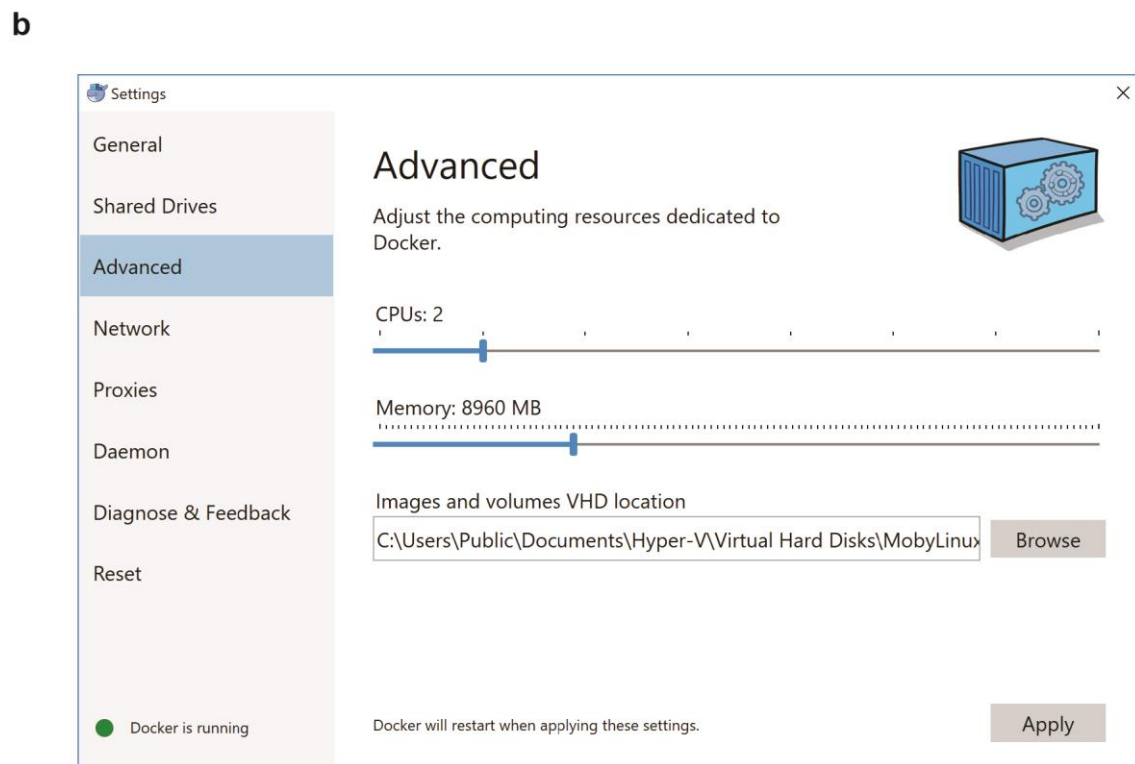 b
Settings
General
Shared Drives
Advanced
Network
Proxies
Daemon
Diagnose & Feedback
Reset
Docker is running
Advanced
Adjust the computing resources dedicated to
Docker.
CPUs: 2
Memory: 8960 MB
Images and volumes VHD location
C:\Users\Public\Documents\Hyper-V\Virtual Hard Disks\MobyLinux
Browse
Docker will restart when applying these settings.
Apply